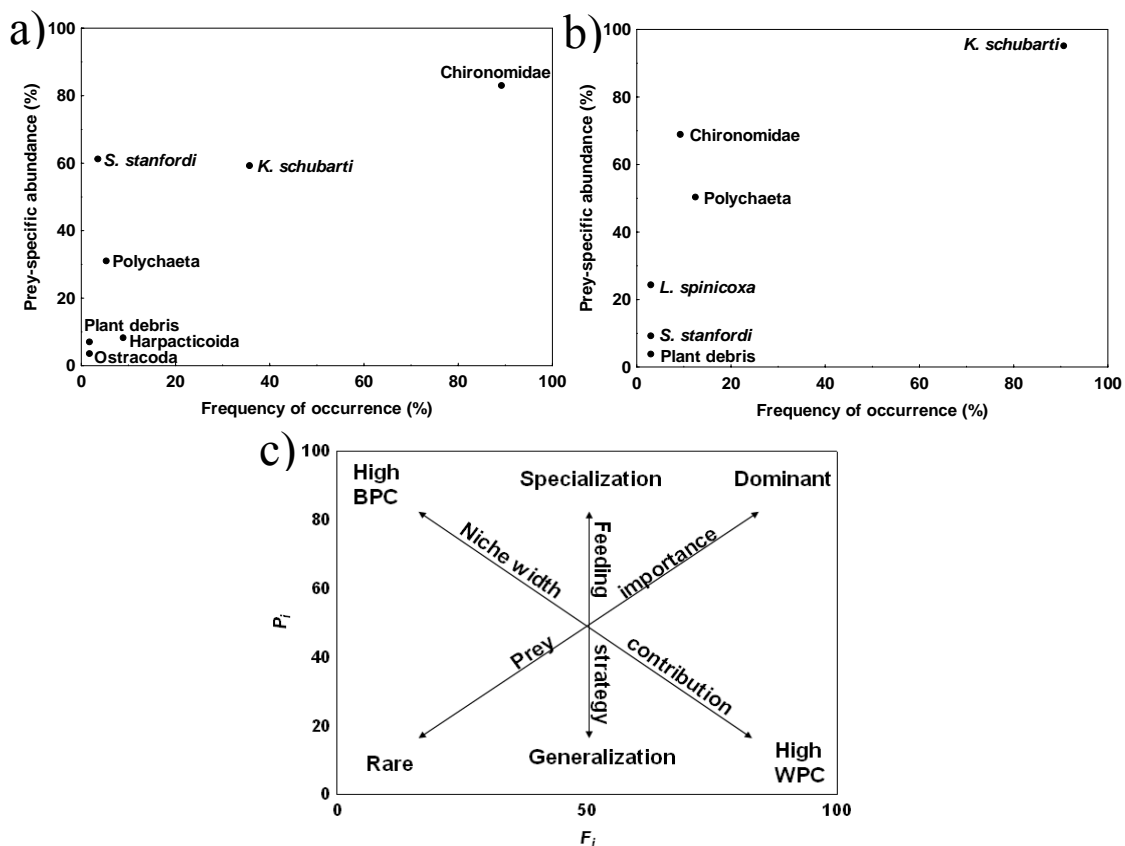 a)
100
80
60
40
20
0
Prey-specific abundance (%)
Chironomidae
S. stanfordi
K. schubarti
Polychaeta
Plant debris
Harpacticoida
Ostracoda
0 20 40 60 80 100
Frequency of occurrence (%)
b)
100
80
60
40
20
0
Prey-specific abundance (%)
K. schubarti
Chironomidae
Polychaeta
L. spinicoxa
S. stanfordi
Plant debris
0 20 40 60 80 100
Frequency of occurrence (%)
c)
100
80
60
40
20
0
Pi
High
BPC
Specialization
Dominant
Niche width
Feeding
importance
Prey
strategy
contribution
Rare
Generalization
High
WPC
0 50 100
Fi